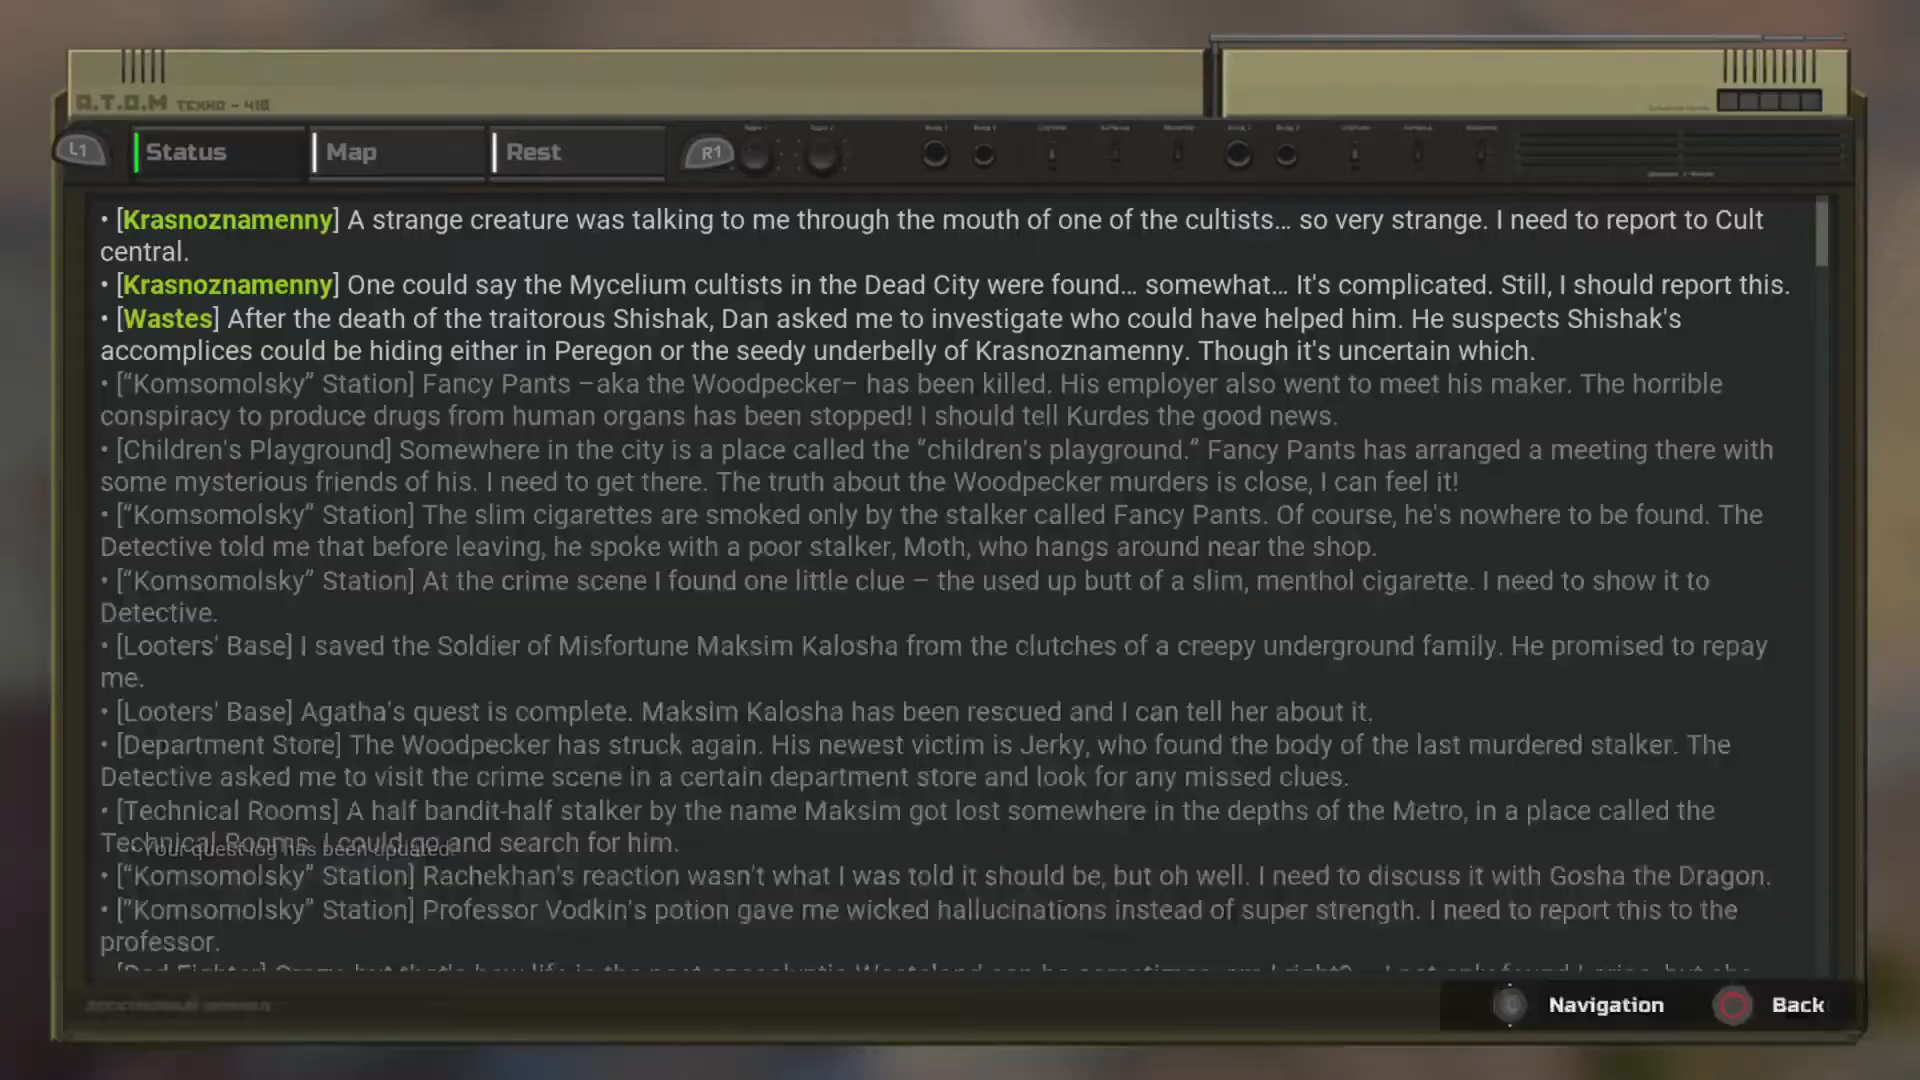 A.T.O.M ТЕХНО - 418
L1
Status
Map
Rest
R1
• [Krasnoznamenny] A strange creature was talking to me through the mouth of one of the cultists... so very strange. I need to report to Cult
central.
• [Krasnoznamenny] One could say the Mycelium cultists in the Dead City were found... somewhat... It's complicated. Still, I should report this.
• [Wastes] After the death of the traitorous Shishak, Dan asked me to investigate who could have helped him. He suspects Shishak's
accomplices could be hiding either in Peregon or the seedy underbelly of Krasnoznamenny. Though it's uncertain which.
• [“Komsomolsky” Station] Fancy Pants –aka the Woodpecker– has been killed. His employer also went to meet his maker. The horrible
conspiracy to produce drugs from human organs has been stopped! I should tell Kurdes the good news.
• [Children's Playground] Somewhere in the city is a place called the “children's playground.“ Fancy Pants has arranged a meeting there with
some mysterious friends of his. I need to get there. The truth about the Woodpecker murders is close, I can feel it!
• [“Komsomolsky” Station] The slim cigarettes are smoked only by the stalker called Fancy Pants. Of course, he's nowhere to be found. The
Detective told me that before leaving, he spoke with a poor stalker, Moth, who hangs around near the shop.
• [“Komsomolsky” Station] At the crime scene I found one little clue – the used up butt of a slim, menthol cigarette. I need to show it to
Detective.
• [Looters' Base] I saved the Soldier of Misfortune Maksim Kalosha from the clutches of a creepy underground family. He promised to repay
me.
• [Looters' Base] Agatha's quest is complete. Maksim Kalosha has been rescued and I can tell her about it.
• [Department Store] The Woodpecker has struck again. His newest victim is Jerky, who found the body of the last murdered stalker. The
Detective asked me to visit the crime scene in a certain department store and look for any missed clues.
• [Technical Rooms] A half bandit-half stalker by the name Maksim got lost somewhere in the depths of the Metro, in a place called the
Technical Rooms. I could go and search for him.
- Your quest log has been updated.
• [“Komsomolsky” Station] Rachekhan's reaction wasn't what I was told it should be, but oh well. I need to discuss it with Gosha the Dragon.
• [“Komsomolsky” Station] Professor Vodkin's potion gave me wicked hallucinations instead of super strength. I need to report this to the
professor.
Navigation
Back